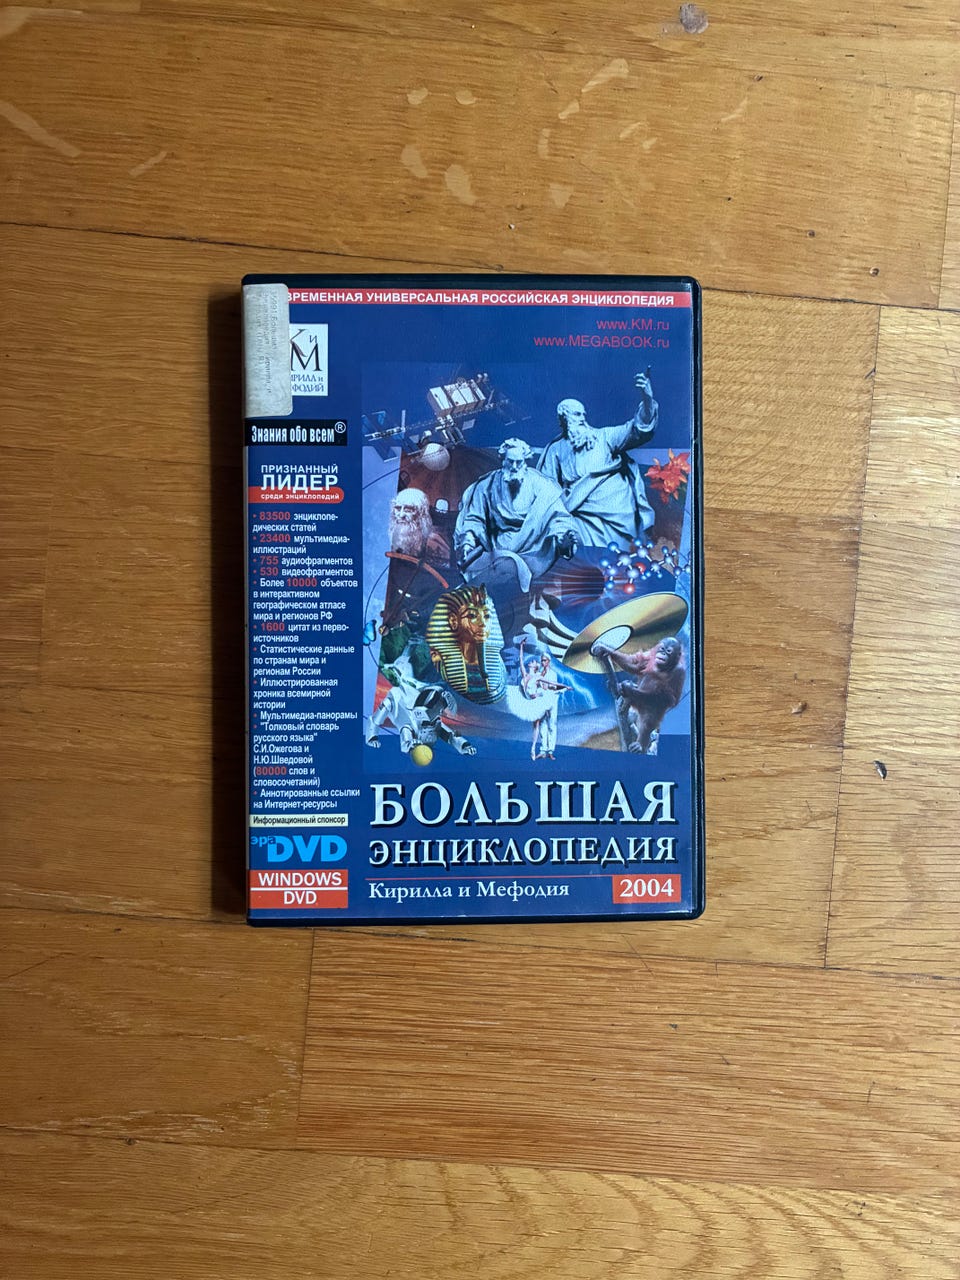 ВРЕМЕННАЯ УНИВЕРСАЛЬНАЯ РОССИЙСКАЯ ЭНЦИКЛОПЕДИЯ
www.KM.ru
www.MEGABOOK.ru
К и
М
РИЛЛ и
ФОДИЙ
Знания обо всем®
ПРИЗНАННЫЙ
ЛИДЕР
среди энциклопедий
• 83500 энциклопе-
дических статей
• 23400 мультимедиа-
иллюстраций
• 755 аудиофрагментов
• 530 видеофрагментов
• Более 10000 объектов
в интерактивном
географическом атласе
мира и регионов РФ
• 1600 цитат из перво-
источников
• Статистические данные
по странам мира и
регионам России
• Иллюстрированная
хроника всемирной
истории
• Мультимедиа-панорамы
• "Толковый словарь
русского языка"
С.И.Ожегова и
Н.Ю.Шведовой
(80000 слов и
словосочетаний)
• Аннотированные ссылки
на Интернет-ресурсы
Информационный спонсор
эра DVD
WINDOWS
DVD
БОЛЬШАЯ
ЭНЦИКЛОПЕДИЯ
Кирилла и Мефодия
2004